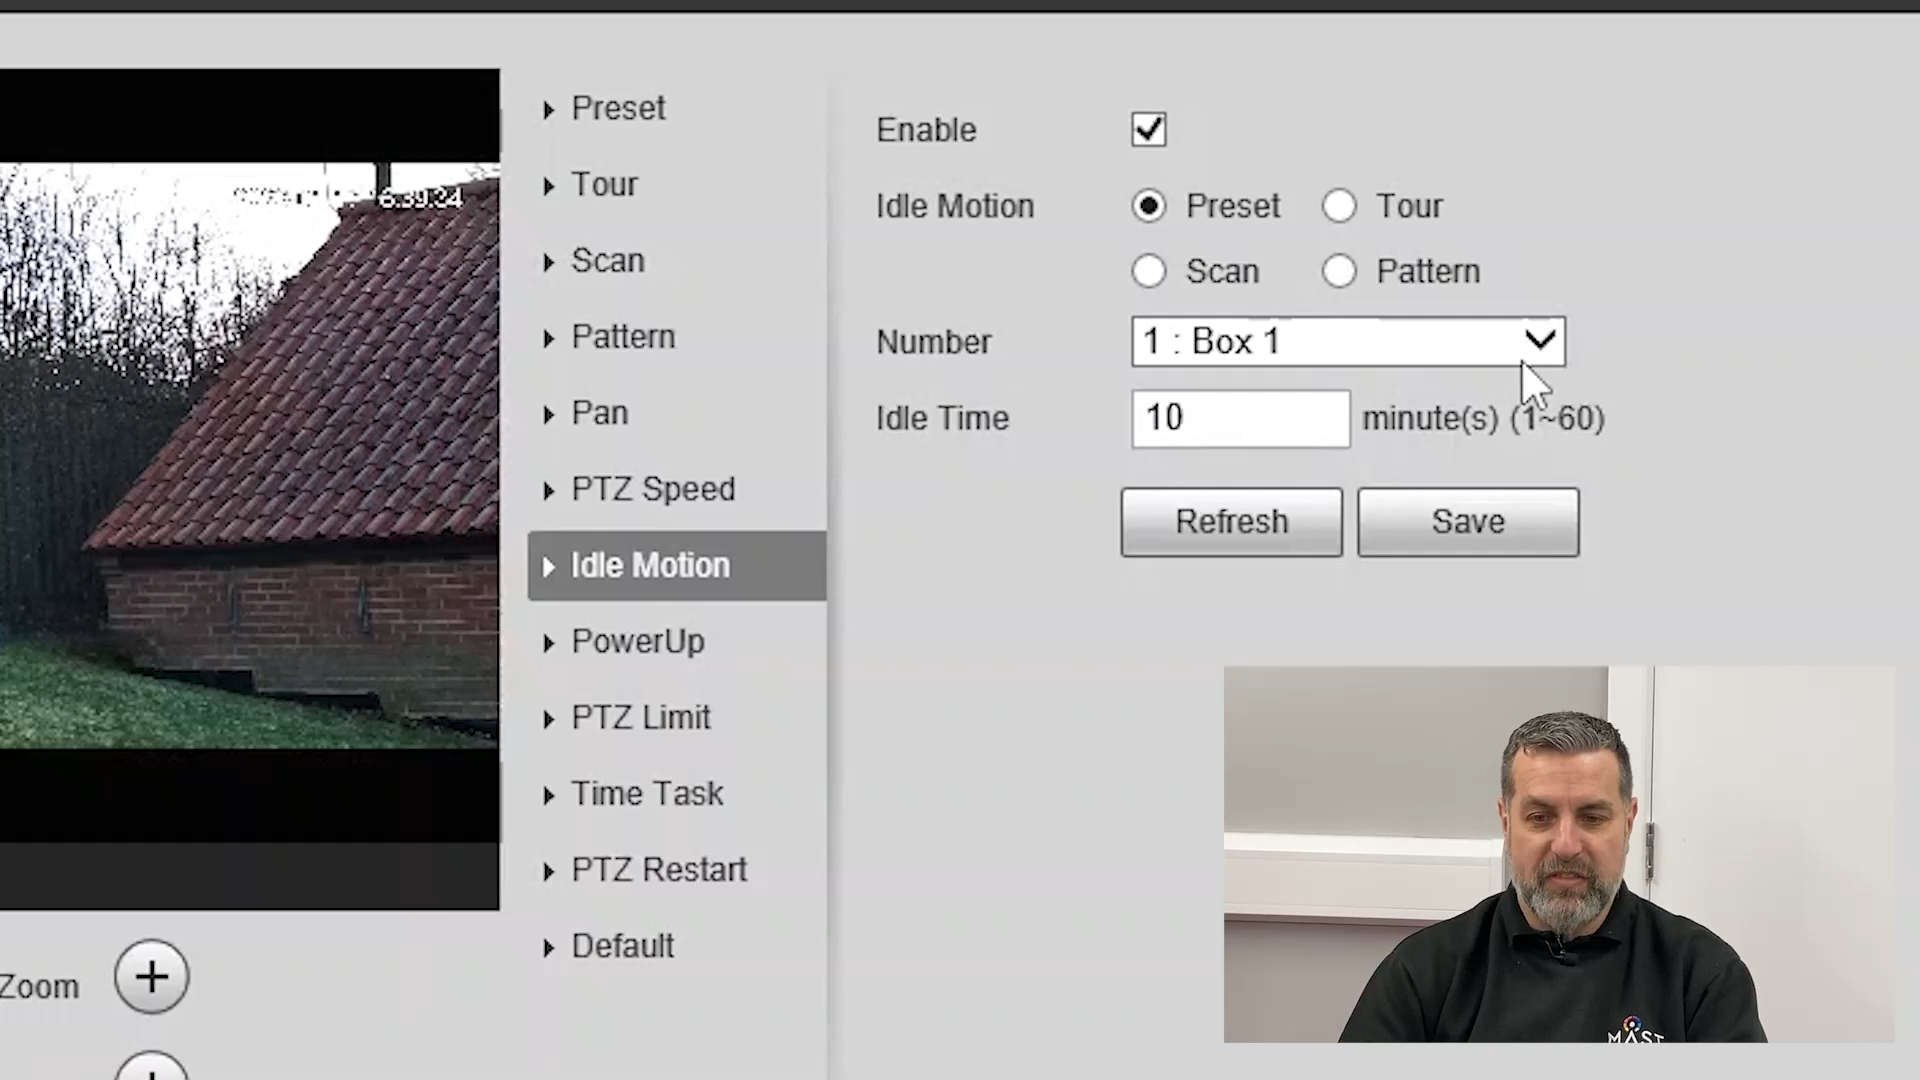 Preset
Tour
Scan
Pattern
Pan
PTZ Speed
Idle Motion
PowerUp
PTZ Limit
Time Task
PTZ Restart
Default
Enable
Idle Motion Preset Tour
Scan Pattern
Number 1 : Box 1
Idle Time 10 minute(s) (1~60)
Refresh Save
6:39:24
Zoom +
MAST